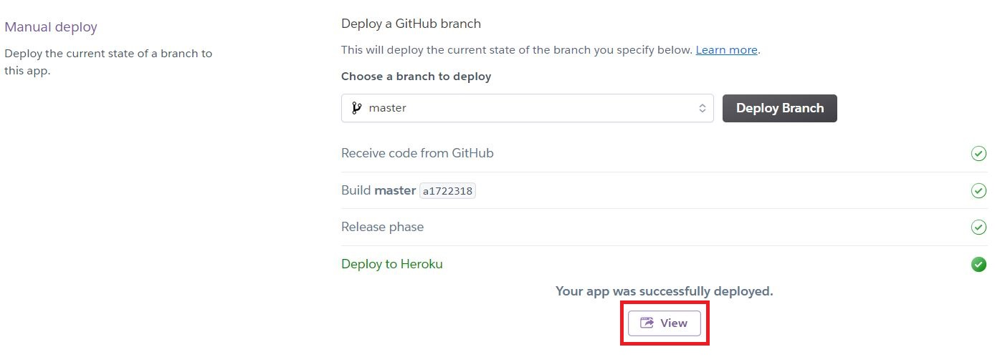 Manual deploy
Deploy the current state of a branch to
this app.
Deploy a GitHub branch
This will deploy the current state of the branch you specify below. Learn more.
Choose a branch to deploy
master
Deploy Branch
Receive code from GitHub
Build master a1722318
Release phase
Deploy to Heroku
Your app was successfully deployed.
View